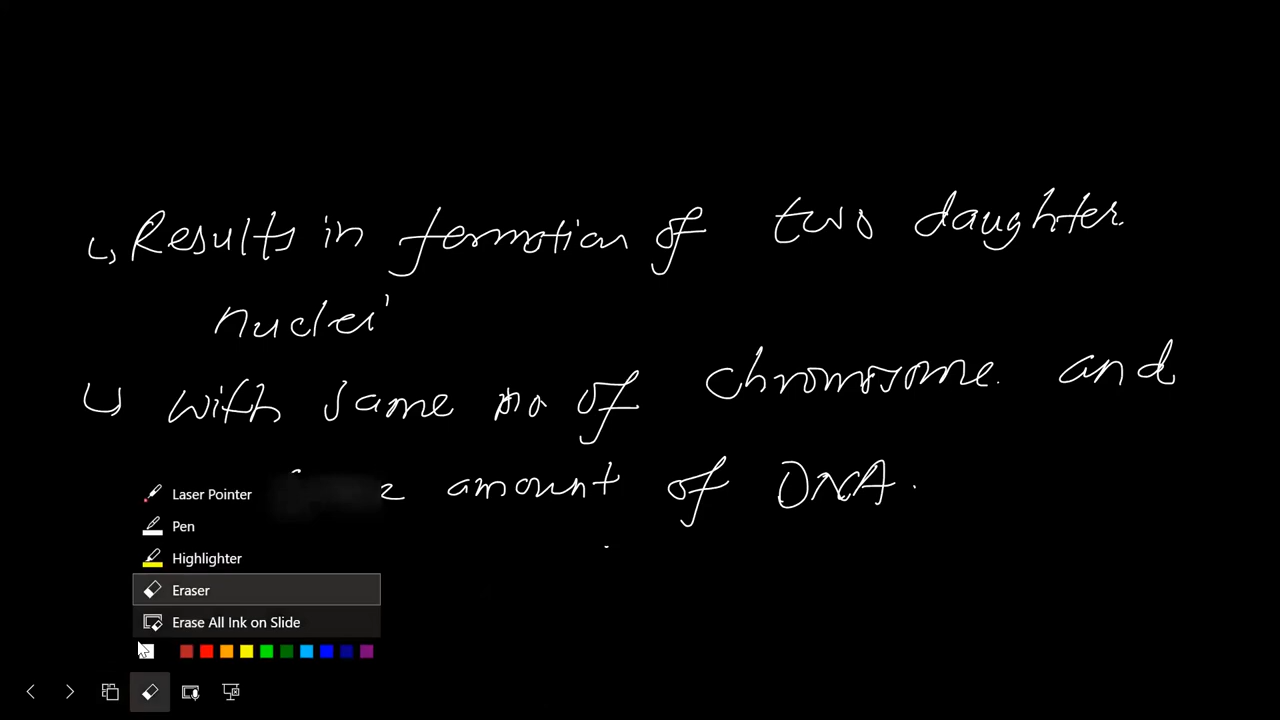 Results in formation of two daughter
nuclei
with same no of chromosome and
amount of DNA.
Laser Pointer
Pen
Highlighter
Eraser
Erase All Ink on Slide